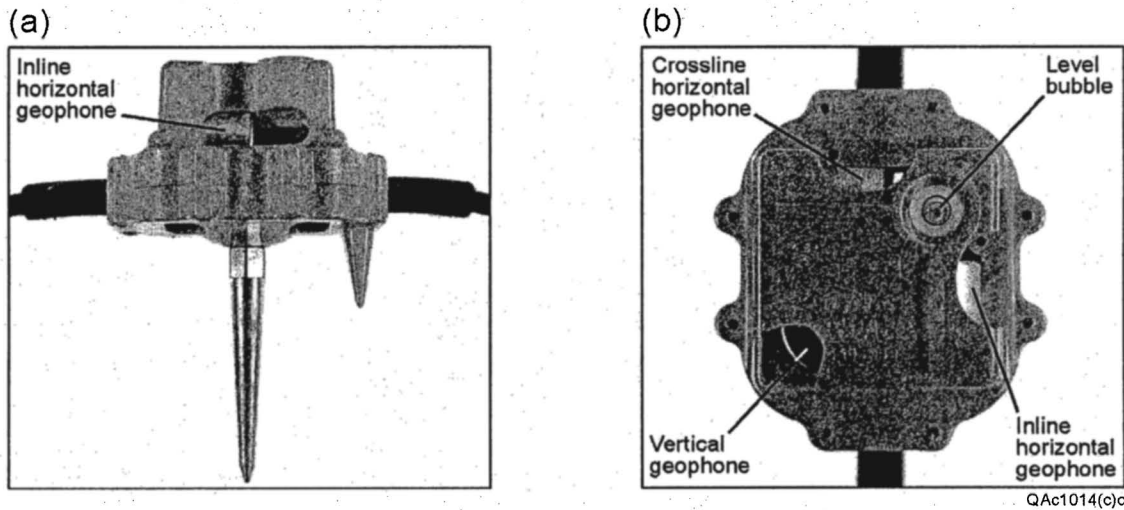 (a)
Inline
horizontal
geophone
(b)
Crossline
horizontal
geophone
Level
bubble
Vertical
geophone
Inline
horizontal
geophone
QAc1014(c)c